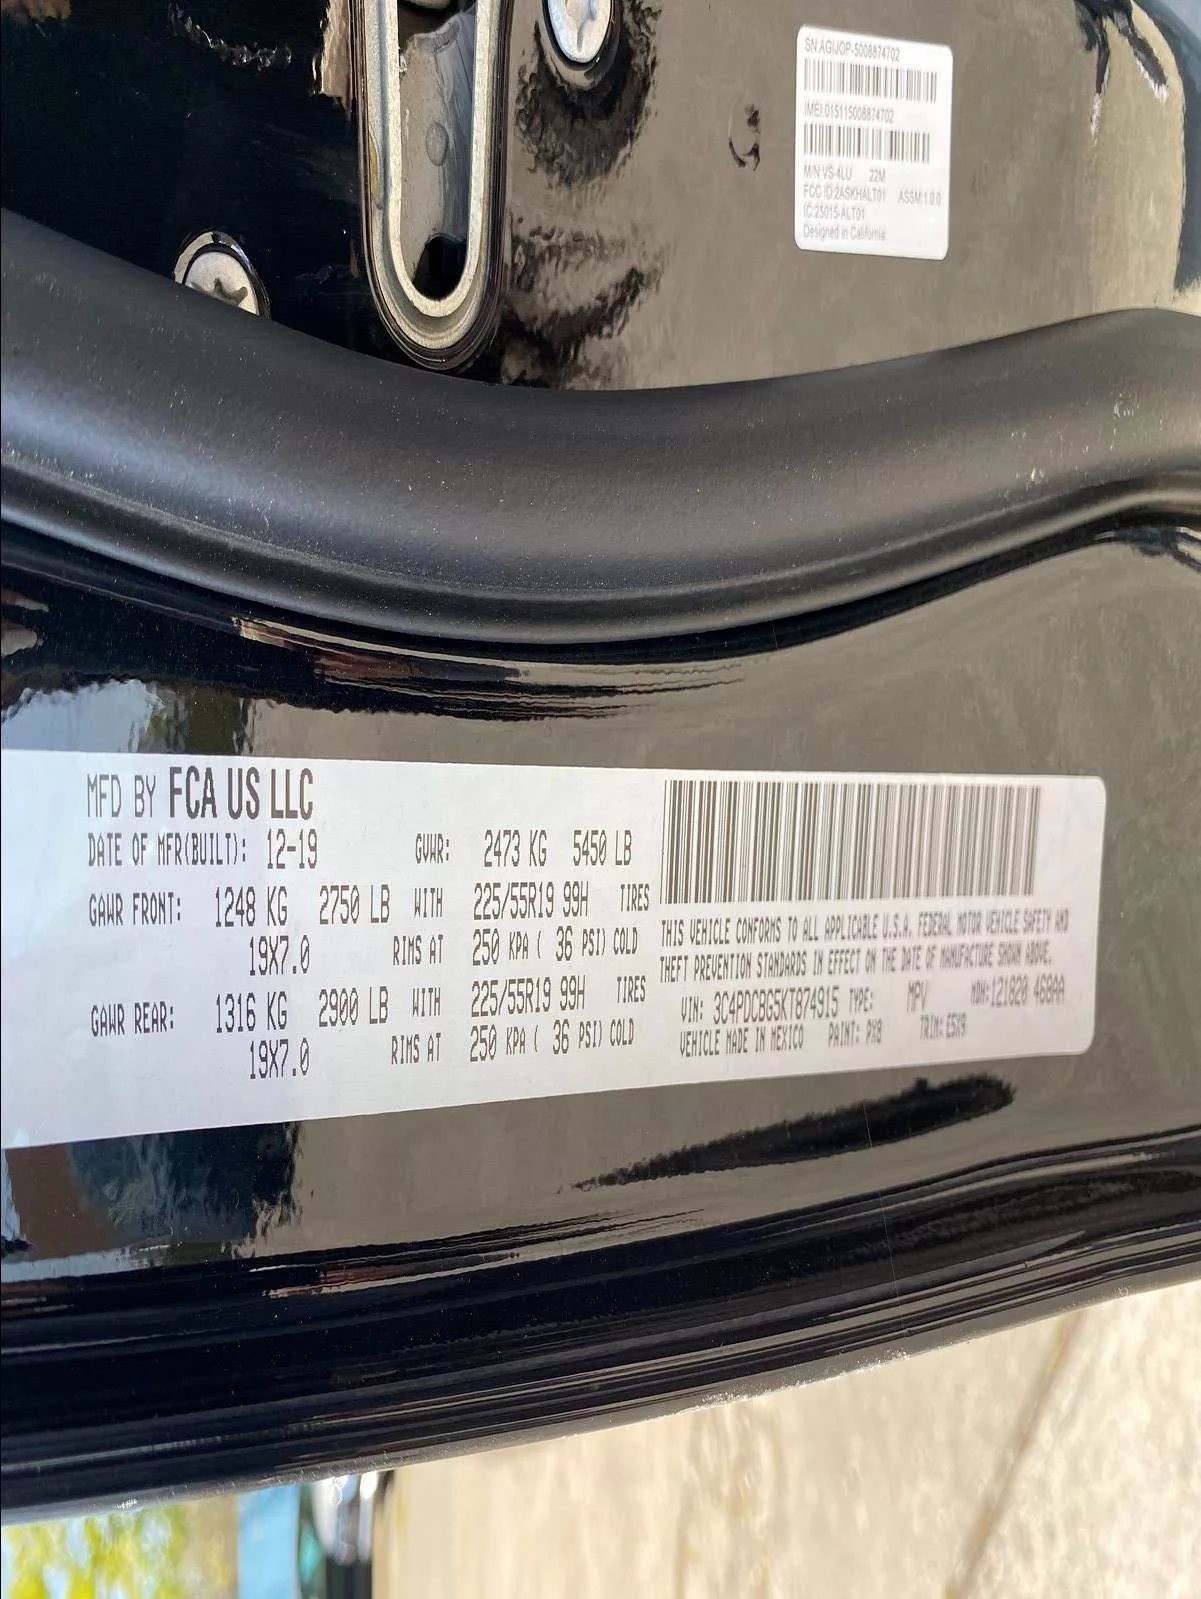 SN:AGIJOP-5008874702
IMEI:015115008874702
M/N:VS-4LU 22M
FCC ID:2ASKHALT01 ASSM:1.0.0
IC:25015-ALT01
Designed in California
MFD BY FCA US LLC
DATE OF MFR(BUILT): 12-19 GVWR: 2473 KG 5450 LB
GAWR FRONT: 1248 KG 2750 LB WITH 225/55R19 99H TIRES
19X7.0 RIMS AT 250 KPA ( 36 PSI) COLD
GAWR REAR: 1316 KG 2900 LB WITH 225/55R19 99H TIRES
19X7.0 RIMS AT 250 KPA ( 36 PSI) COLD
THIS VEHICLE CONFORMS TO ALL APPLICABLE U.S.A. FEDERAL MOTOR VEHICLE SAFETY AND
THEFT PREVENTION STANDARDS IN EFFECT ON THE DATE OF MANUFACTURE SHOWN ABOVE.
VIN: 3C4PDCBG5KT874915 TYPE: MPV MDH:121820 468AA
VEHICLE MADE IN MEXICO PAINT: PX8 TRIM: E5X9